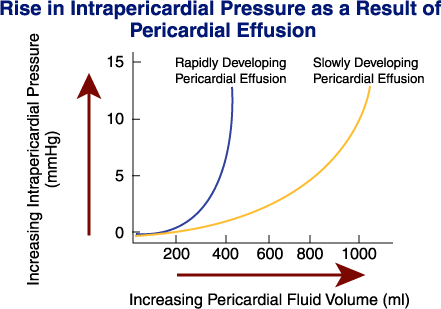 Rise in Intrapericardial Pressure as a Result of
Pericardial Effusion
Increasing Intrapericardial Pressure
(mmHg)
15
10
5
0
Rapidly Developing
Pericardial Effusion
Slowly Developing
Pericardial Effusion
200 400 600 800 1000
Increasing Pericardial Fluid Volume (ml)